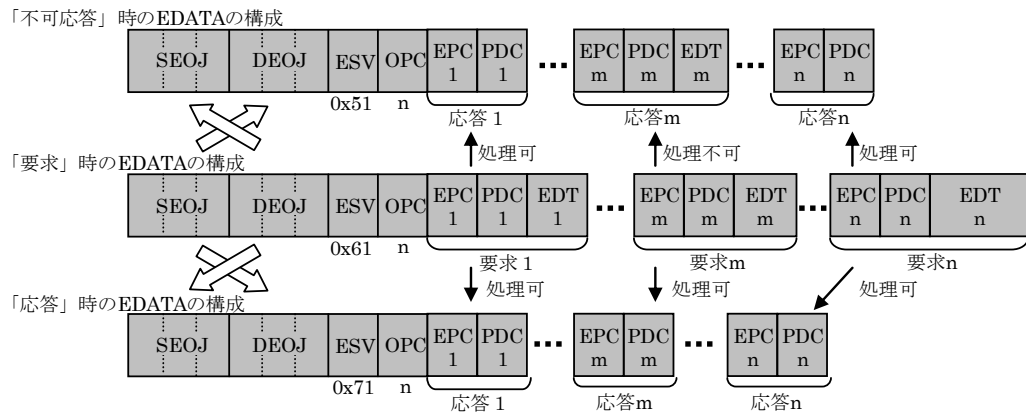 「不可応答」時のEDATAの構成
SEOJ DEOJ ESV OPC EPC 1 PDC 1 … EPC m PDC m EDT m … EPC n PDC n
0x51 n 応答1 応答m 応答n
処理可 処理不可 処理可
「要求」時のEDATAの構成
SEOJ DEOJ ESV OPC EPC 1 PDC 1 EDT 1 … EPC m PDC m EDT m … EPC n PDC n EDT n
0x61 n 要求1 要求m 要求n
処理可 処理可 処理可
「応答」時のEDATAの構成
SEOJ DEOJ ESV OPC EPC 1 PDC 1 … EPC m PDC m … EPC n PDC n
0x71 n 応答1 応答m 応答n